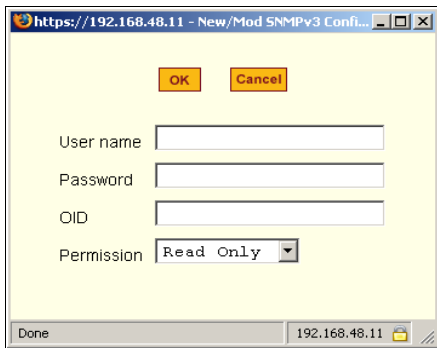 https://192.168.48.11 - New/Mod SNMPv3 Confi...
OK Cancel
User name
Password
OID
Permission Read Only
Done 192.168.48.11